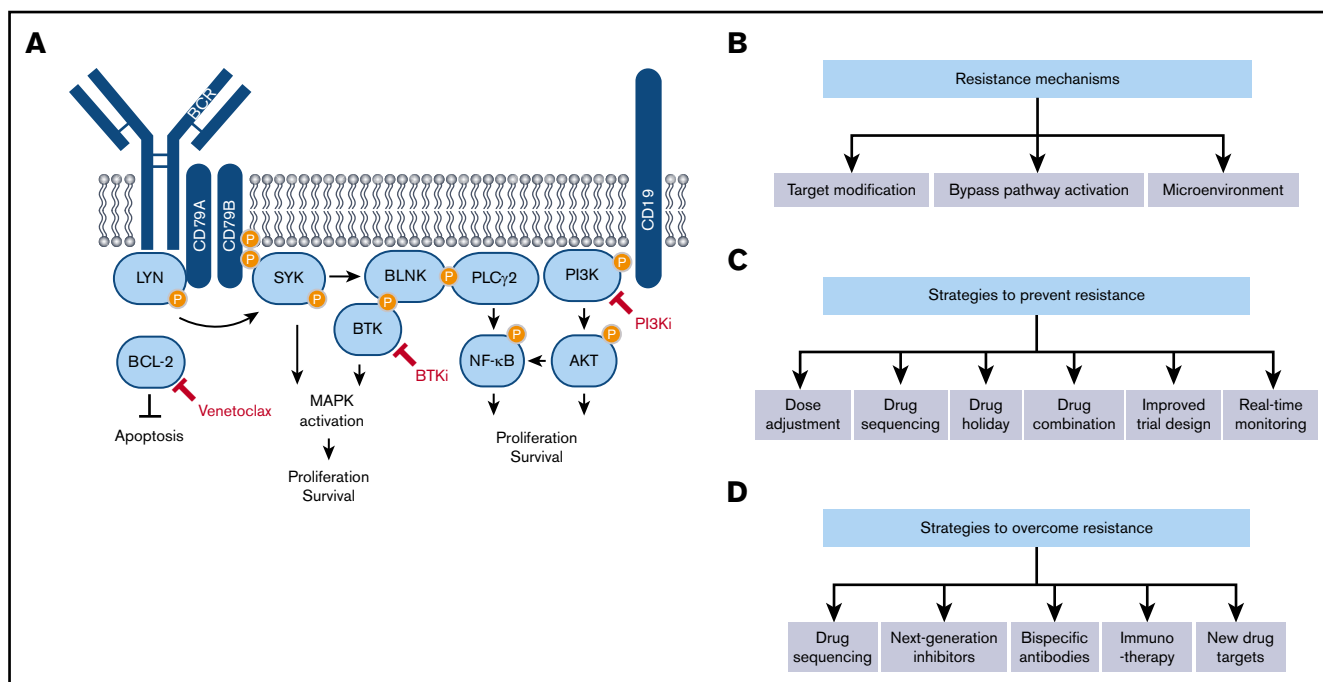 A
BCR
CD79A
CD79B
CD19
P
P
LYN
P
SYK
P
BLNK
P
PLCγ2
PI3K
P
P
BTK
BTKi
PI3Ki
P
NF-κB
P
AKT
BCL-2
Venetoclax
Apoptosis
MAPK
activation
Proliferation
Survival
Proliferation
Survival
B
Resistance mechanisms
Target modification
Bypass pathway activation
Microenvironment
C
Strategies to prevent resistance
Dose
adjustment
Drug
sequencing
Drug
holiday
Drug
combination
Improved
trial design
Real-time
monitoring
D
Strategies to overcome resistance
Drug
sequencing
Next-generation
inhibitors
Bispecific
antibodies
Immuno
-therapy
New drug
targets